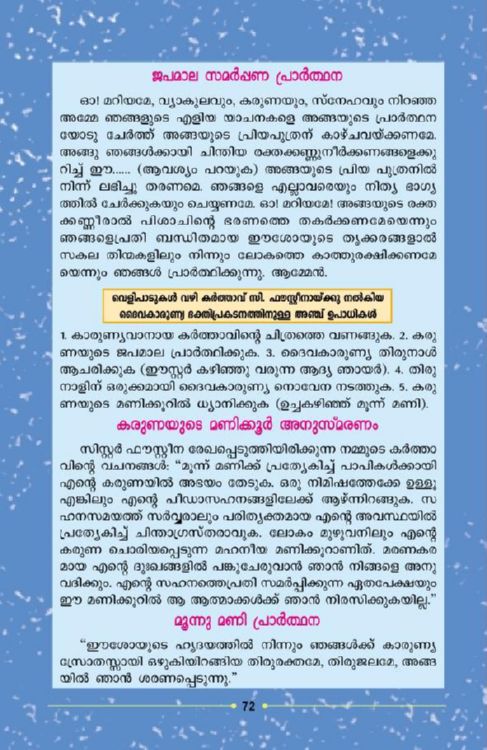 ജപമാല സമർപ്പണ പ്രാർത്ഥന
ഓ! മറിയമേ, വ്യാകുലവും, കരുണയും, സ്നേഹവും നിറഞ്ഞ
അമ്മേ ഞങ്ങളുടെ എളിയ യാചനകളെ അങ്ങയുടെ പ്രാർത്ഥന
യോടു ചേർത്ത് അങ്ങയുടെ പ്രിയപുത്രന് കാഴ്ചവയ്ക്കണമേ.
അങ്ങു ഞങ്ങൾക്കായി ചിന്തിയ രക്തക്കണ്ണുനീർക്കണങ്ങളെക്കു
റിച്ച് ഈ...... (ആവശ്യം പറയുക) അങ്ങയുടെ പ്രിയ പുത്രനിൽ
നിന്ന് ലഭിച്ചു തരണമെ. ഞങ്ങളെ എല്ലാവരെയും നിത്യ ഭാഗ്യ
ത്തിൽ ചേർക്കുകയും ചെയ്യണമേ. ഓ! മറിയമേ! അങ്ങയുടെ രക്ത
ക്കണ്ണീരാൽ പിശാചിന്റെ ഭരണത്തെ തകർക്കണമേയെന്നും
ഞങ്ങളെപ്രതി ബന്ധിതമായ ഈശോയുടെ തൃക്കരങ്ങളാൽ
സകല തിന്മകളിലും നിന്നും ലോകത്തെ കാത്തുരക്ഷിക്കണമേ
യെന്നും ഞങ്ങൾ പ്രാർത്ഥിക്കുന്നു. ആമ്മേൻ.
വെളിപാടുകൾ വഴി കർത്താവ് സി. ഫൗസ്റ്റീനായ്ക്കു നൽകിയ
ദൈവകാരുണ്യ ഭക്തിപ്രകടനത്തിനുള്ള അഞ്ച് ഉപാധികൾ
1. കാരുണ്യവാനായ കർത്താവിന്റെ ചിത്രത്തെ വണങ്ങുക. 2. കരു
ണയുടെ ജപമാല പ്രാർത്ഥിക്കുക. 3. ദൈവകാരുണ്യ തിരുനാൾ
ആചരിക്കുക (ഈസ്റ്റർ കഴിഞ്ഞു വരുന്ന ആദ്യ ഞായർ). 4. തിരു
നാളിന് ഒരുക്കമായി ദൈവകാരുണ്യ നൊവേന നടത്തുക. 5. കരു
ണയുടെ മണിക്കൂറിൽ ധ്യാനിക്കുക (ഉച്ചകഴിഞ്ഞ് മൂന്ന് മണി).
കരുണയുടെ മണിക്കൂർ അനുസ്മരണം
സിസ്റ്റർ ഫൗസ്റ്റീന രേഖപ്പെടുത്തിയിരിക്കുന്ന നമ്മുടെ കർത്താ
വിന്റെ വചനങ്ങൾ: “മൂന്ന് മണിക്ക് പ്രത്യേകിച്ച് പാപികൾക്കായി
എന്റെ കരുണയിൽ അഭയം തേടുക. ഒരു നിമിഷത്തേക്കേ ഉള്ളൂ
എങ്കിലും എന്റെ പീഡാസഹനങ്ങളിലേക്ക് ആഴ്ന്നിറങ്ങുക. സ
ഹനസമയത്ത് സർവ്വരാലും പരിത്യക്തമായ എന്റെ അവസ്ഥയിൽ
പ്രത്യേകിച്ച് ചിന്താഗ്രസ്തരാവുക. ലോകം മുഴുവനിലും എന്റെ
കരുണ ചൊരിയപ്പെടുന്ന മഹനീയ മണിക്കൂറാണിത്. മരണകര
മായ എന്റെ ദുഃഖങ്ങളിൽ പങ്കുചേരുവാൻ ഞാൻ നിങ്ങളെ അനു
വദിക്കും. എന്റെ സഹനത്തെപ്രതി സമർപ്പിക്കുന്ന ഏതപേക്ഷയും
ഈ മണിക്കൂറിൽ ആ ആത്മാക്കൾക്ക് ഞാൻ നിരസിക്കുകയില്ല.”
മൂന്നു മണി പ്രാർത്ഥന
“ഈശോയുടെ ഹൃദയത്തിൽ നിന്നും ഞങ്ങൾക്ക് കാരുണ്യ
സ്രോതസ്സായി ഒഴുകിയിറങ്ങിയ തിരുരക്തമേ, തിരുജലമേ, അങ്ങ
യിൽ ഞാൻ ശരണപ്പെടുന്നു.”
72